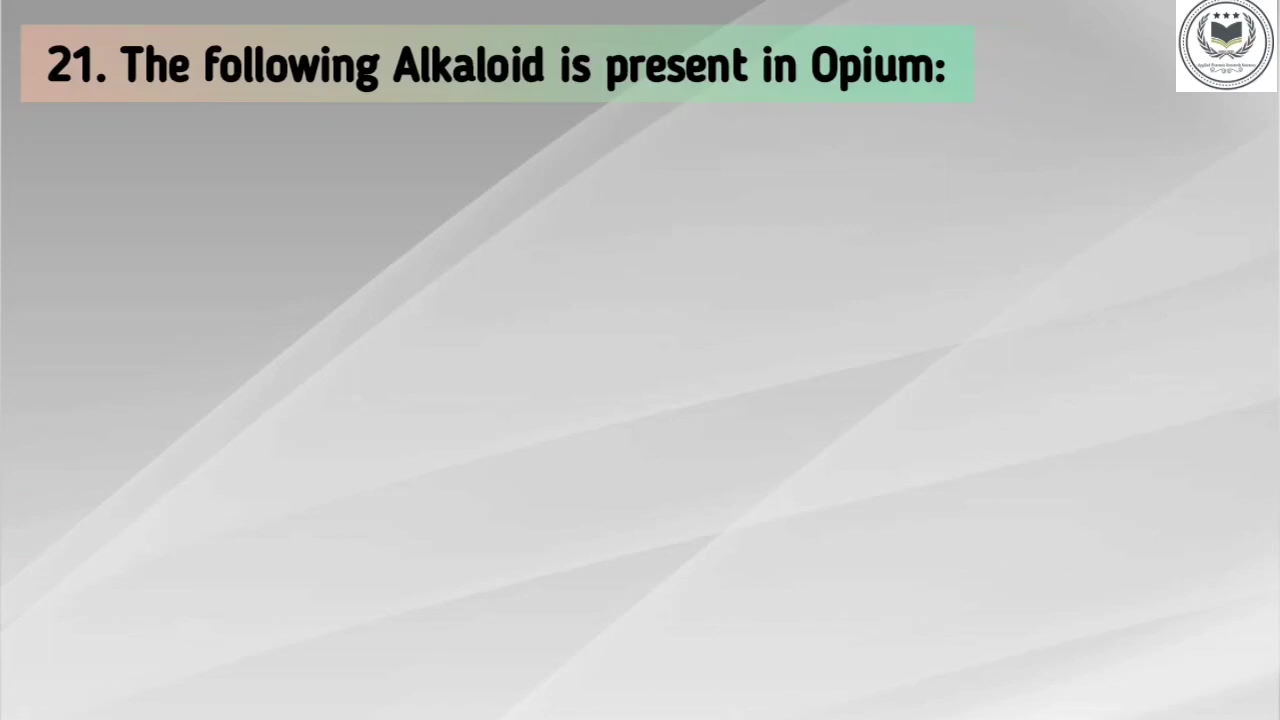 21. The following Alkaloid is present in Opium: